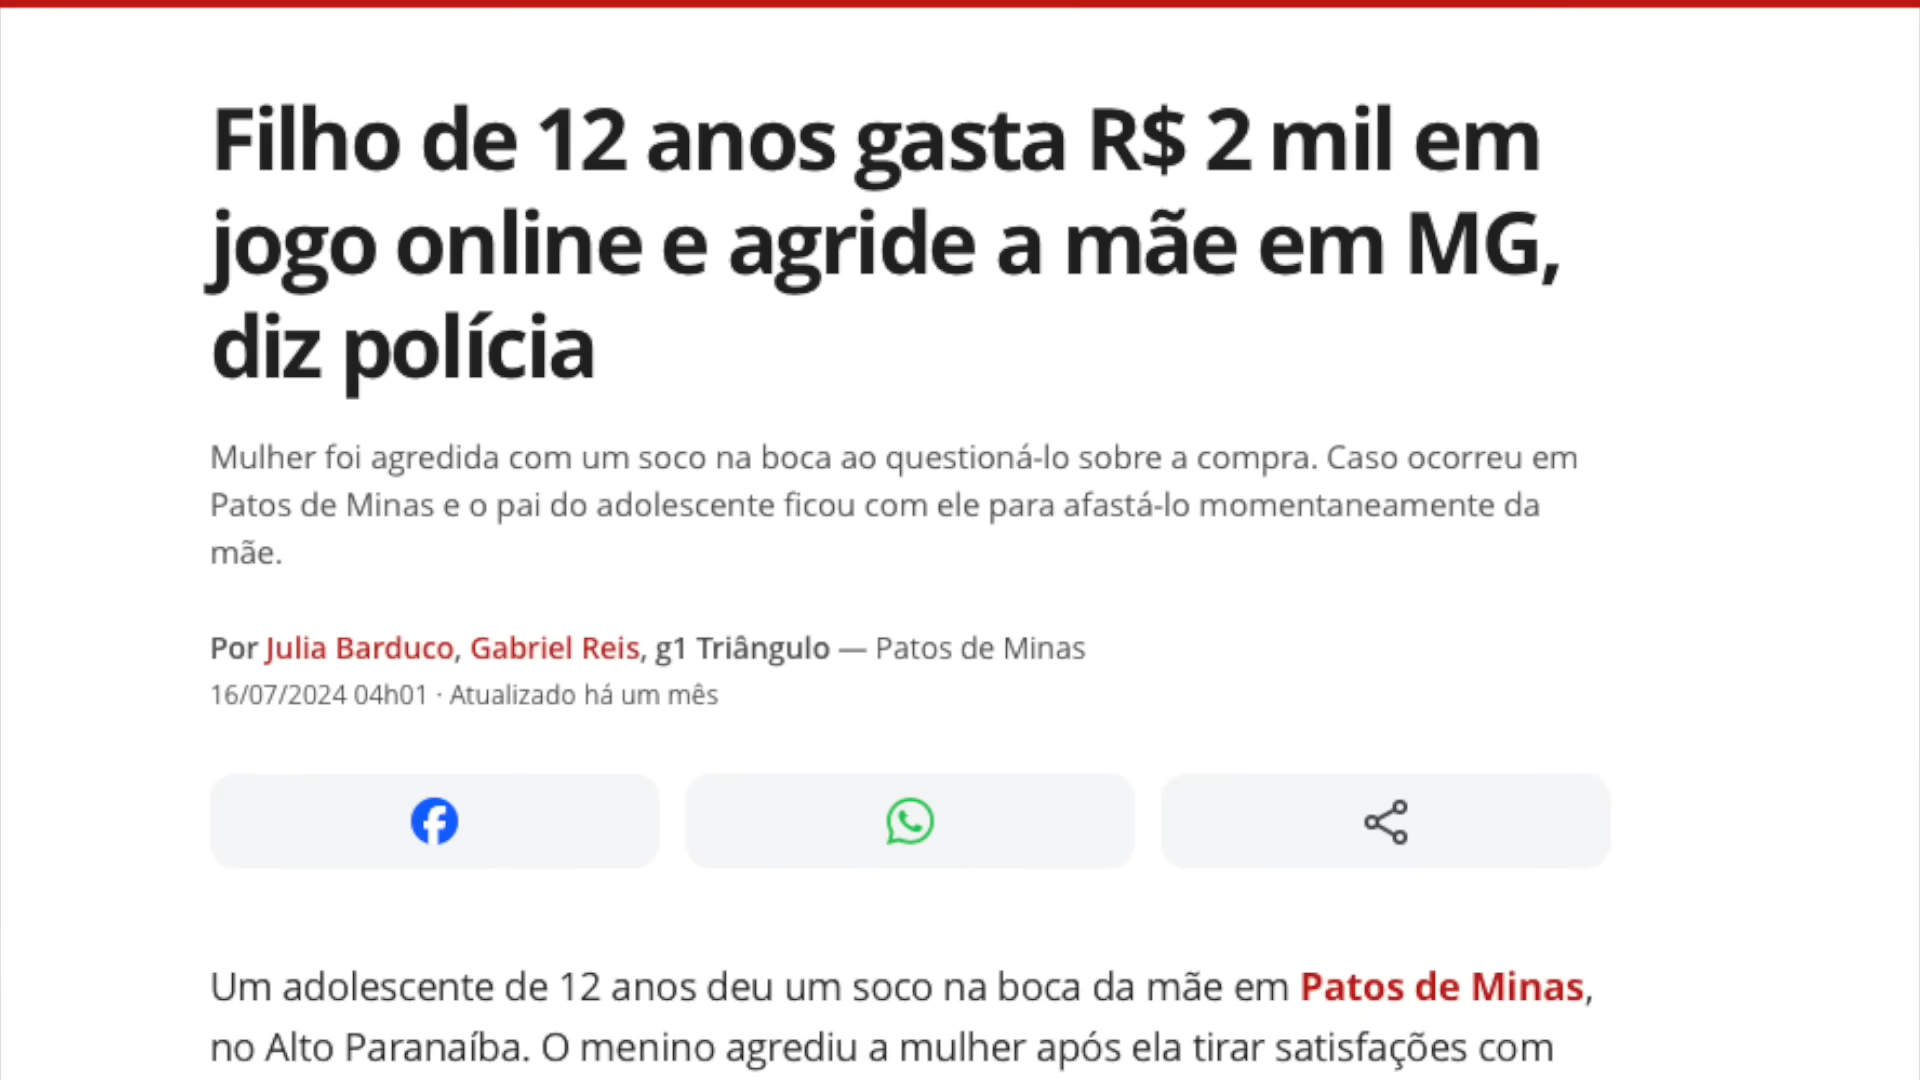 Filho de 12 anos gasta R$ 2 mil em
jogo online e agride a mãe em MG,
diz polícia
Mulher foi agredida com um soco na boca ao questioná-lo sobre a compra. Caso ocorreu em
Patos de Minas e o pai do adolescente ficou com ele para afastá-lo momentaneamente da
mãe.
Por Julia Barduco, Gabriel Reis, g1 Triângulo — Patos de Minas
16/07/2024 04h01 · Atualizado há um mês
Um adolescente de 12 anos deu um soco na boca da mãe em Patos de Minas,
no Alto Paranaíba. O menino agrediu a mulher após ela tirar satisfações com